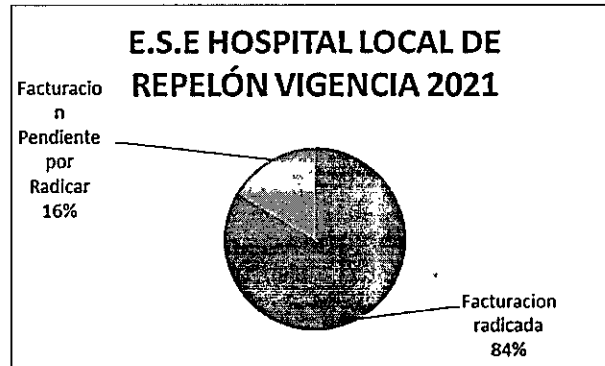 E.S.E HOSPITAL LOCAL DE
REPELÓN VIGENCIA 2021
Facturacio
n
Pendiente
por
Radicar
16%
Facturacion
radicada
84%